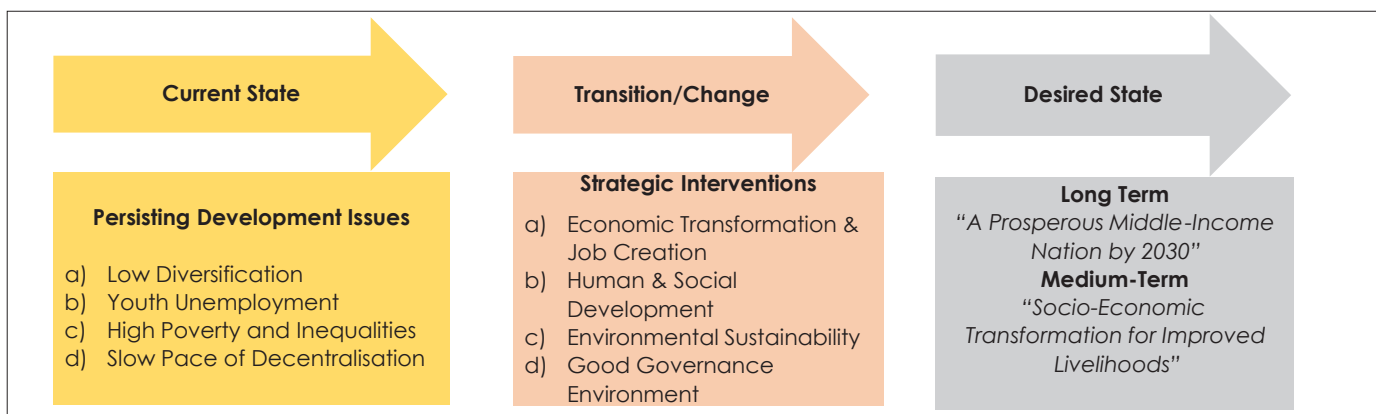 Current State
Persisting Development Issues
a) Low Diversification
b) Youth Unemployment
c) High Poverty and Inequalities
d) Slow Pace of Decentralisation
Transition/Change
Strategic Interventions
a) Economic Transformation &
Job Creation
b) Human & Social
Development
c) Environmental Sustainability
d) Good Governance
Environment
Desired State
Long Term
“A Prosperous Middle-Income
Nation by 2030”
Medium-Term
“Socio-Economic
Transformation for Improved
Livelihoods”